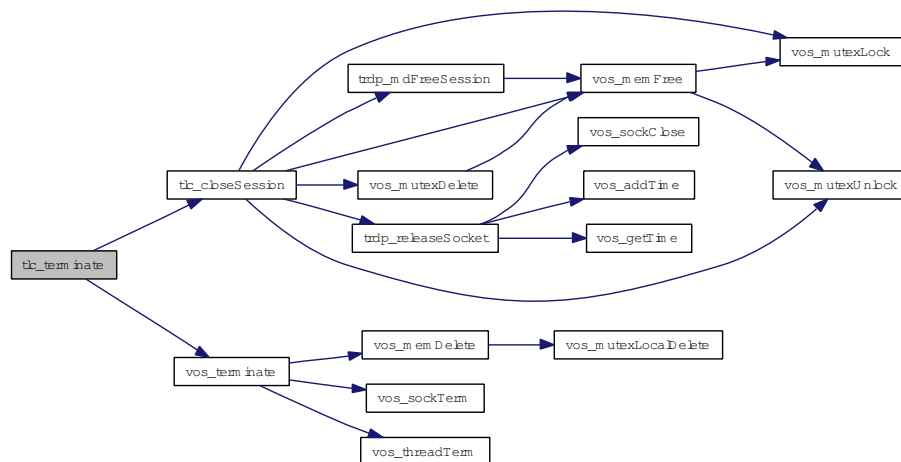 vos_mutexLock
trdp_mdFreeSession
vos_memFree
vos_sockClose
tlc_closeSession
vos_mutexDelete
vos_addTime
vos_mutexUnlock
trdp_releaseSocket
vos_getTime
tlc_terminate
vos_memDelete
vos_mutexLocalDelete
vos_terminate
vos_sockTerm
vos_threadTerm